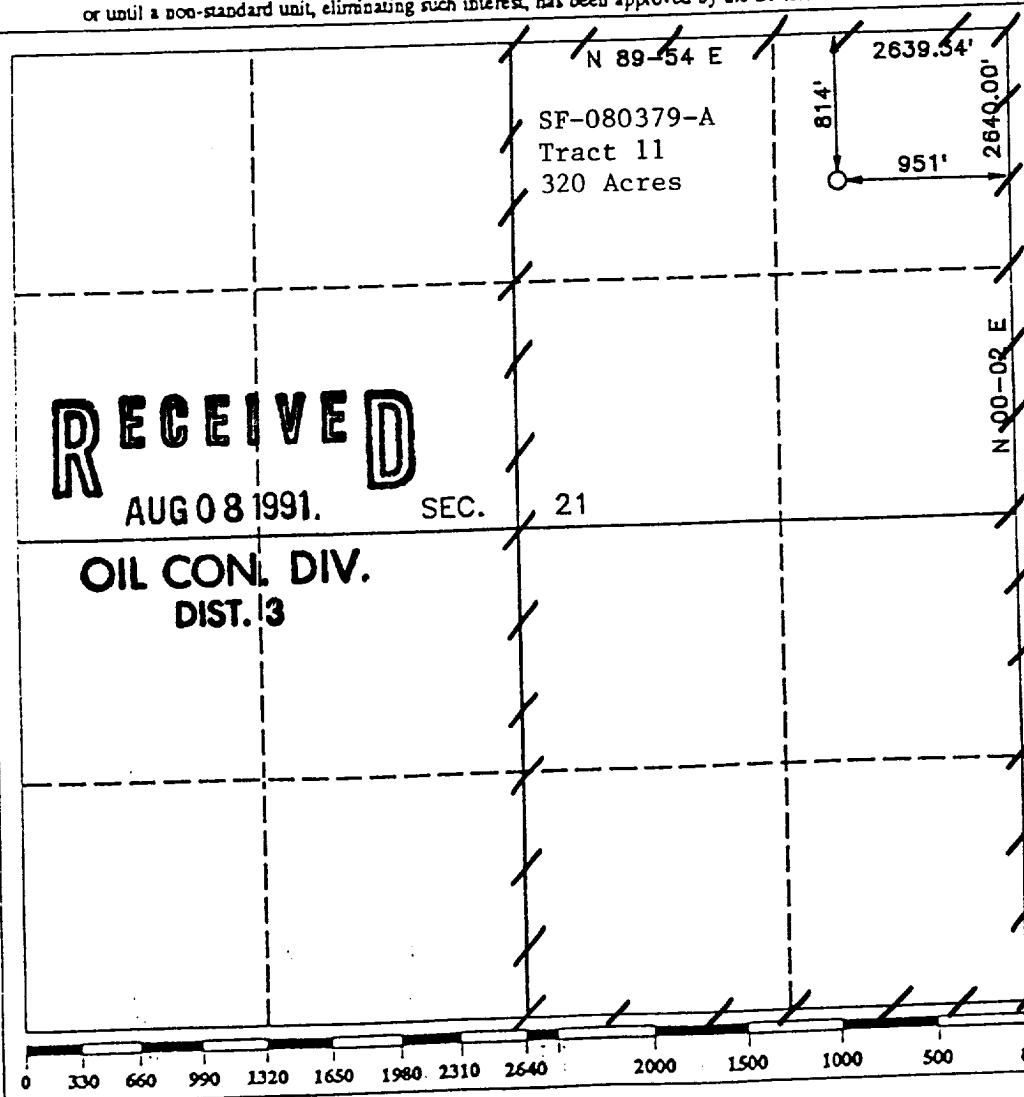 or until a non-standard unit, eliminating such interest, has been approved by the
N 89-54 E
2639.54'
814'
2640.00'
951'
SF-080379-A
Tract 11
320 Acres
N 00-02 E
RECEIVED
AUG 08 1991.
SEC. 21
OIL CON. DIV.
DIST. 3
0 330 660 990 1320 1650 1980 2310 2640 2000 1500 1000 500